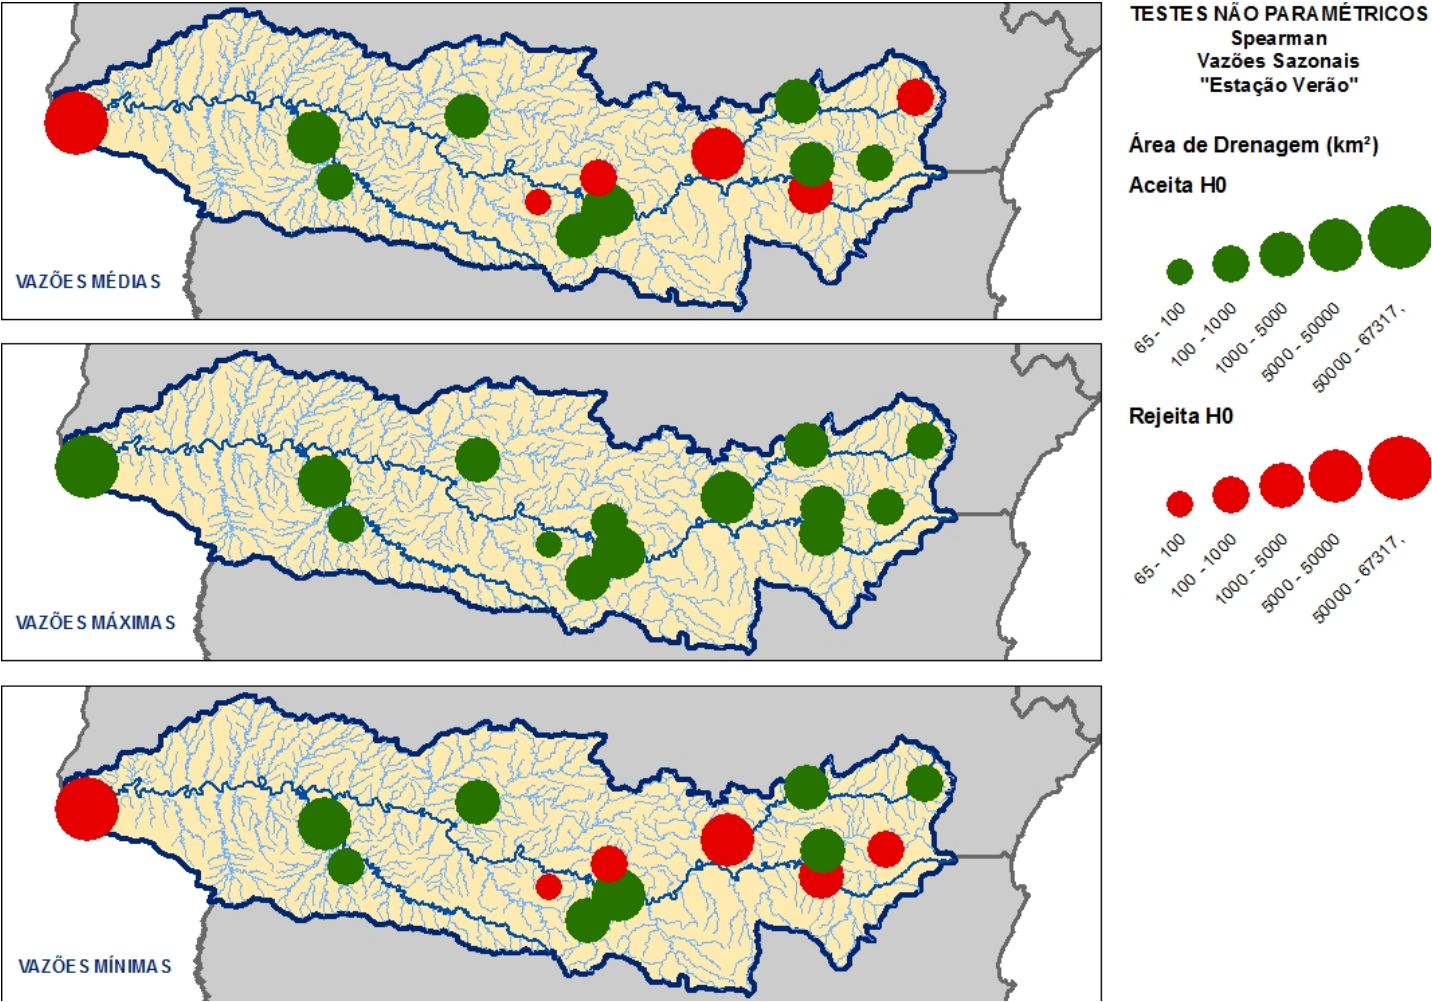 TESTES NÃO PARAMÉTRICOS
Spearman
Vazões Sazonais
"Estação Verão"
Área de Drenagem (km²)
Aceita H0
65 - 100
100 - 1000
1000 - 5000
5000 - 50000
50000 - 67317,
Rejeita H0
65 - 100
100 - 1000
1000 - 5000
5000 - 50000
50000 - 67317,
VAZÕES MÉDIAS
VAZÕES MÁXIMAS
VAZÕES MÍNIMAS